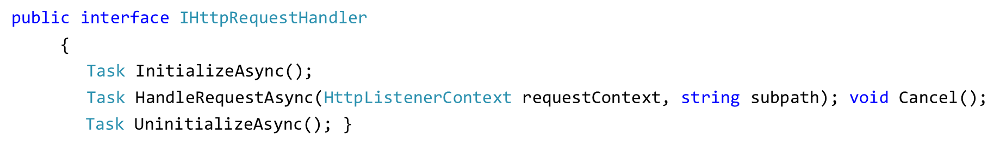 public interface IHttpRequestHandler
{
Task InitializeAsync();
Task HandleRequestAsync(HttpListenerContext requestContext, string subpath); void Cancel();
Task UninitializeAsync(); }